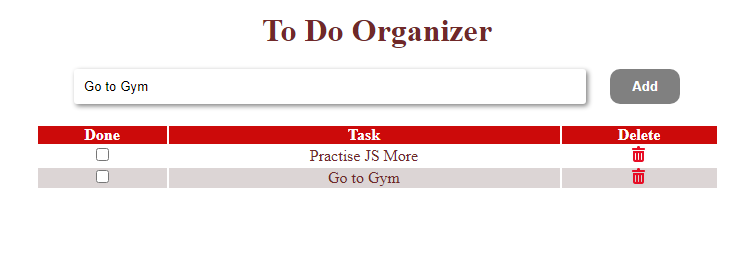 To Do Organizer
Go to Gym Add
Done Task Delete
Practise JS More
Go to Gym